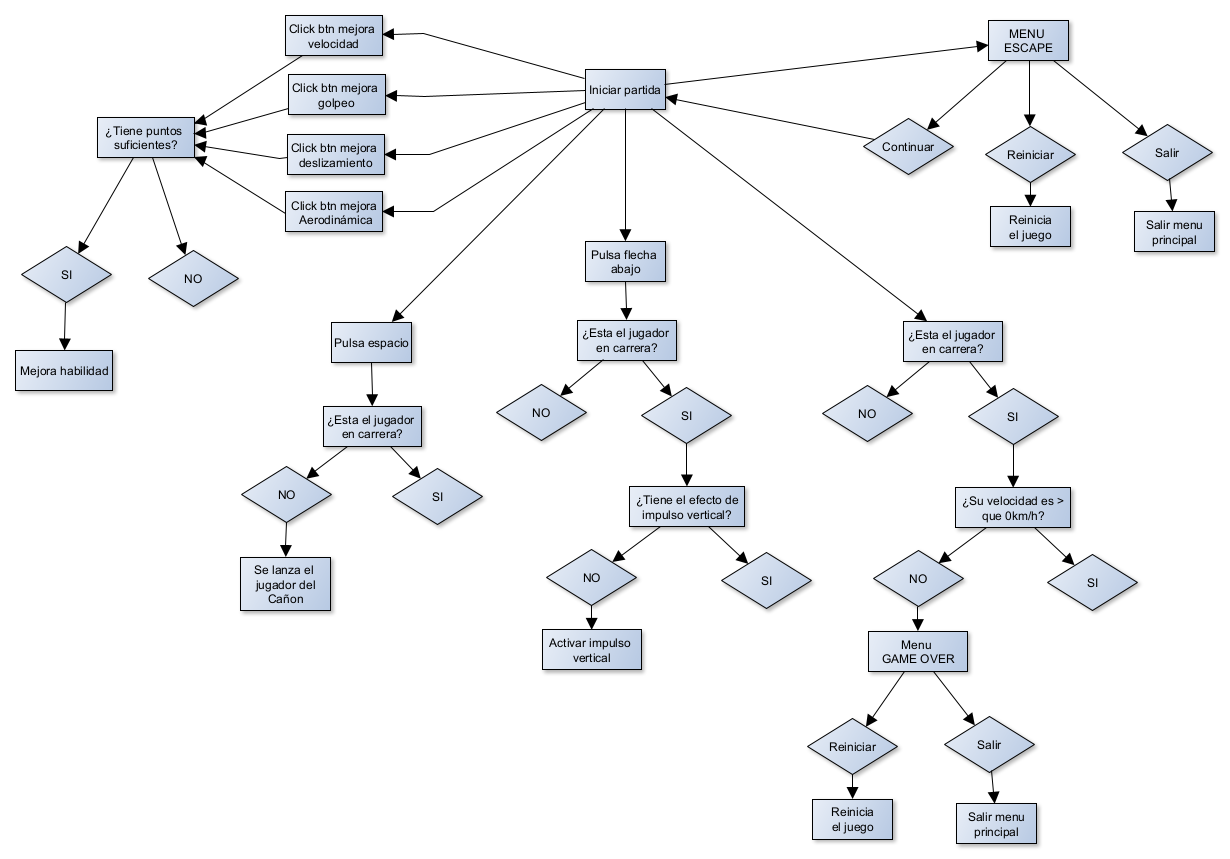 Click btn mejora
velocidad
MENU
ESCAPE
Iniciar partida
Click btn mejora
golpeo
¿Tiene puntos
suficientes?
Click btn mejora
deslizamiento
Continuar
Reiniciar
Salir
Click btn mejora
Aerodinámica
Reinicia
el juego
Salir menu
principal
SI
NO
Pulsa flecha
abajo
Mejora habilidad
Pulsa espacio
¿Esta el jugador
en carrera?
¿Esta el jugador
en carrera?
¿Esta el jugador
en carrera?
NO
SI
NO
SI
NO
SI
¿Tiene el efecto de
impulso vertical?
¿Su velocidad es >
que 0km/h?
Se lanza el
jugador del
Cañon
NO
SI
NO
SI
Activar impulso
vertical
Menu
GAME OVER
Reiniciar
Salir
Reinicia
el juego
Salir menu
principal